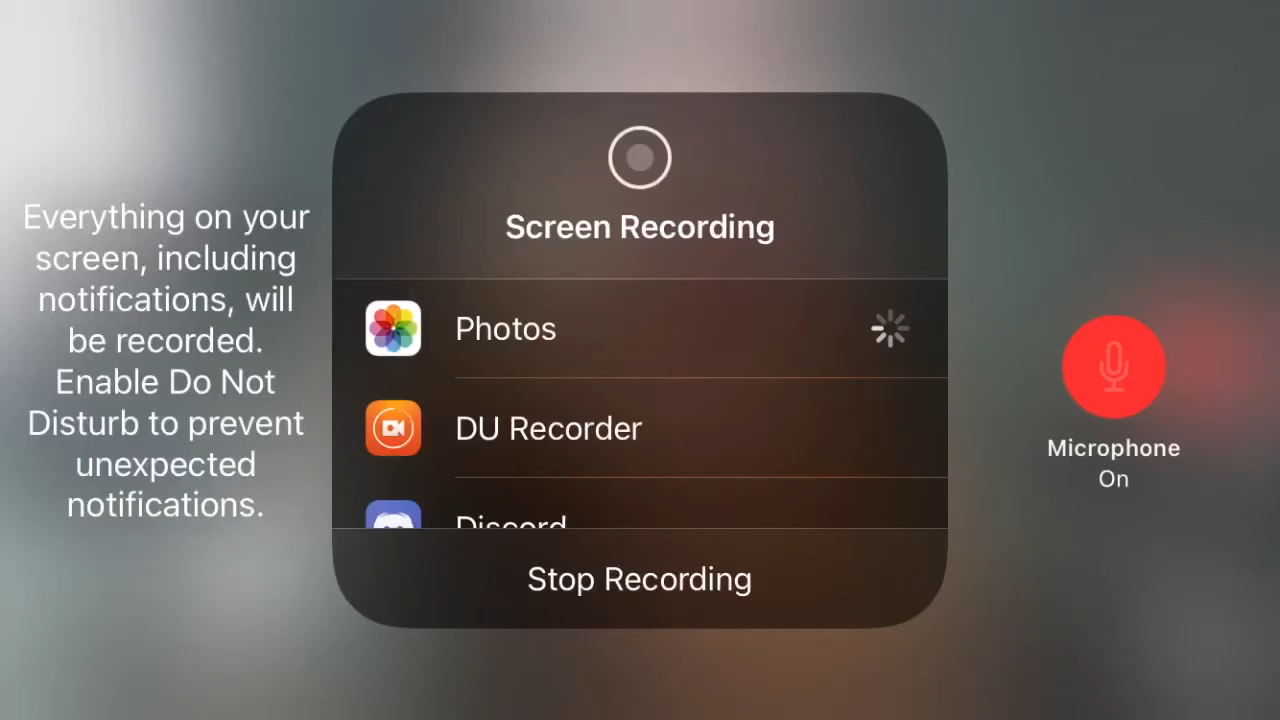 Everything on your
screen, including
notifications, will
be recorded.
Enable Do Not
Disturb to prevent
unexpected
notifications.
Screen Recording
Photos
DU Recorder
Discord
Stop Recording
Microphone
On